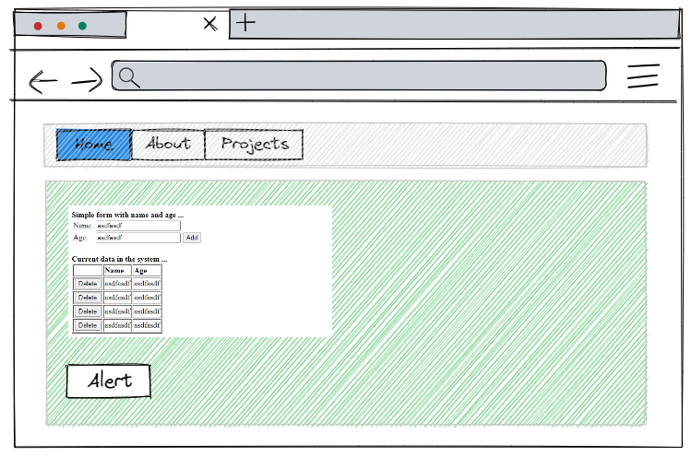 Home About Projects
Simple form with name and age ...
Name: asdfasdf
Age: asdfasdf Add
Current data in the system ...
Name Age
Delete asdfasdf asdfasdf
Delete asdfasdf asdfasdf
Delete asdfasdf asdfasdf
Delete asdfasdf asdfasdf
Alert